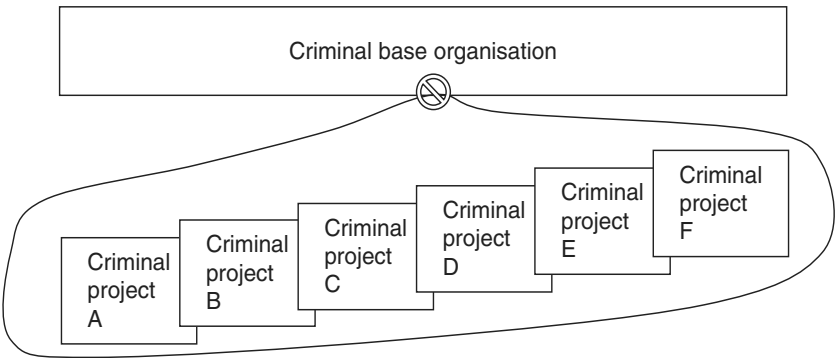 Criminal base organisation
Criminal
project
A
Criminal
project
B
Criminal
project
C
Criminal
project
D
Criminal
project
E
Criminal
project
F